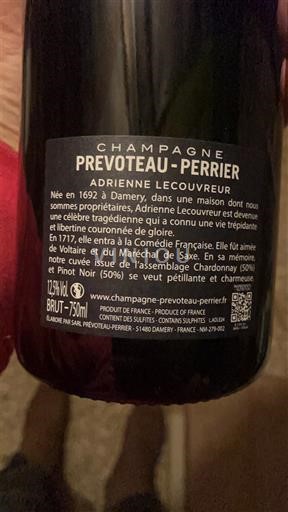 CHAMPAGNE
PREVOTEAU-PERRIER
ADRIENNE LECOUVREUR
Née en 1692 à Damery, dans une maison dont nous
sommes propriétaires, Adrienne Lecouvreur est devenue
une célèbre tragédienne qui a connu une vie trépidante
et libertine couronnée de gloire.
En 1717, elle entra à la Comédie Française. Elle fût aimée
de Voltaire et du Maréchal de Saxe. En sa mémoire,
notre cuvée issue de l'assemblage Chardonnay (50%)
et Pinot Noir (50%) se veut pétillante et charmeuse.
VINOU
12,5% Vol.
BRUT - 750ml
www.champagne-prevoteau-perrier.fr
PRODUIT DE FRANCE - PRODUCE OF FRANCE
CONTIENT DES SULFITES - CONTAINS SULPHITES
ÉLABORÉ PAR SARL PRÉVOTEAU-PERRIER - 51480 DAMERY - FRANCE - NM-279-002